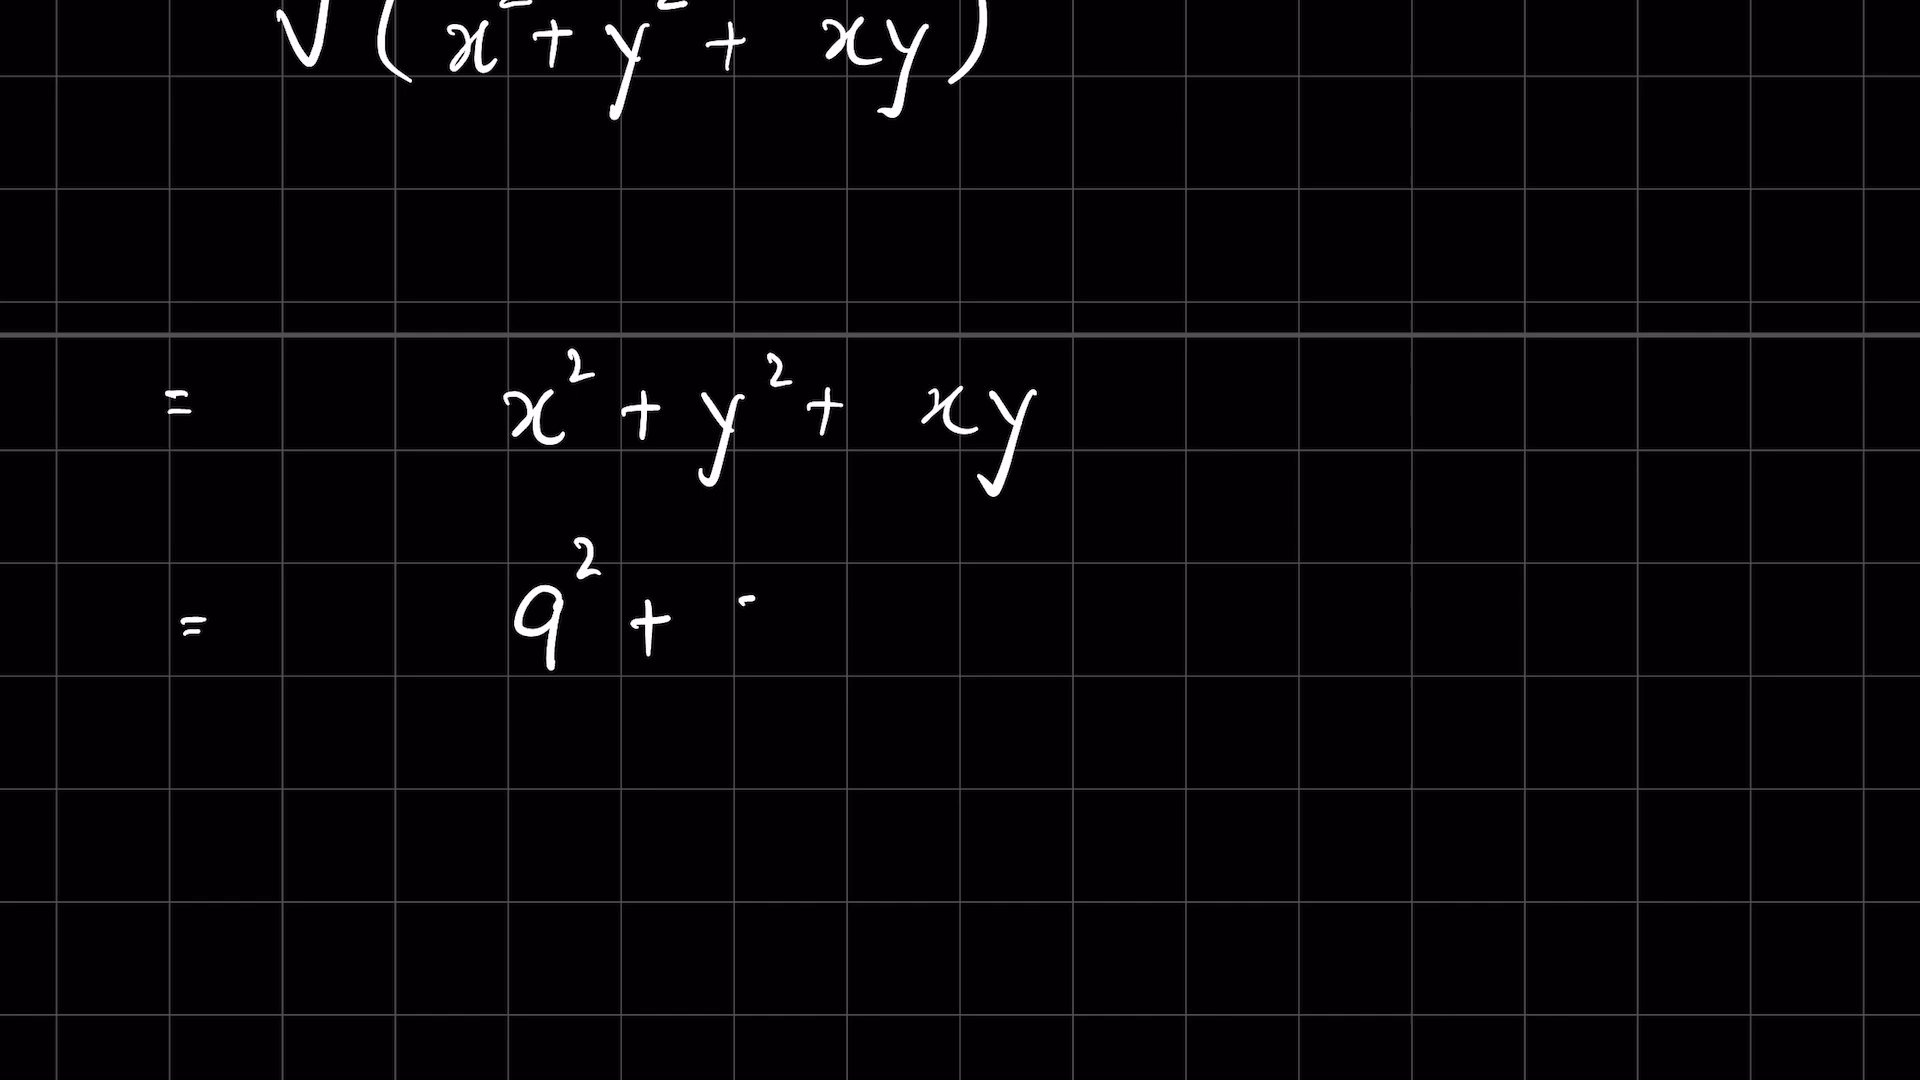 √(x²+y²+ xy)
= x²+y²+ xy
= 9² +